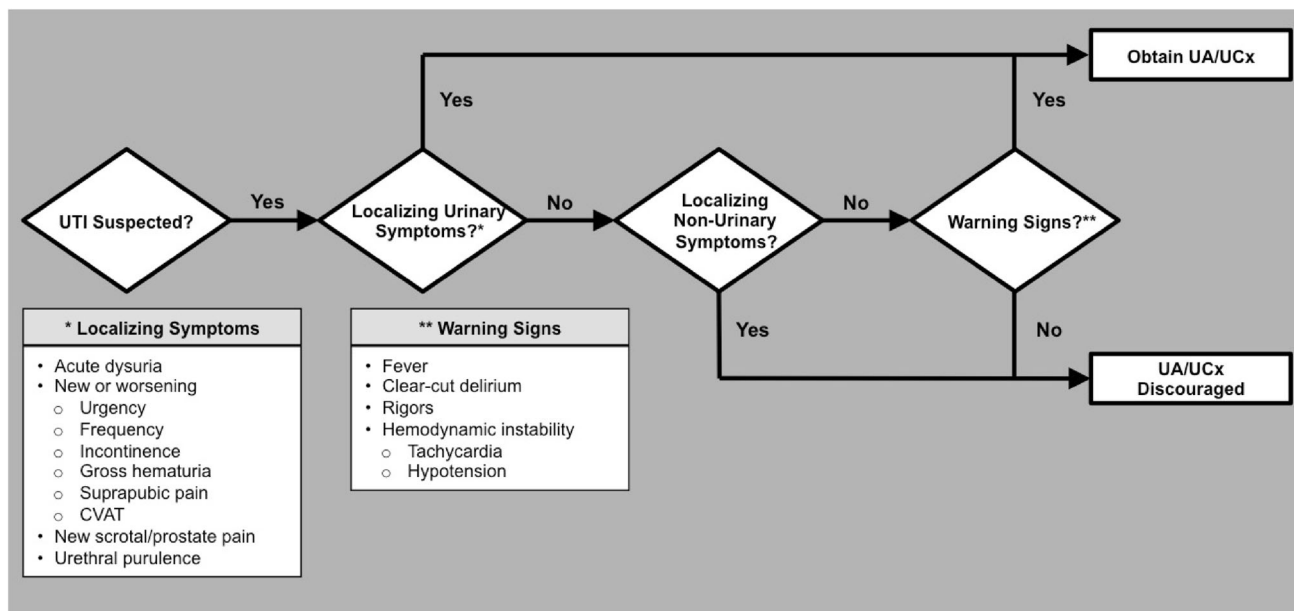 Obtain UA/UCx
Yes
Yes
UTI Suspected?
Yes
Localizing Urinary
Symptoms?*
No
Localizing
Non-Urinary
Symptoms?
No
Warning Signs?**
Yes
No
UA/UCx
Discouraged
* Localizing Symptoms
• Acute dysuria
• New or worsening
o Urgency
o Frequency
o Incontinence
o Gross hematuria
o Suprapubic pain
o CVAT
• New scrotal/prostate pain
• Urethral purulence
** Warning Signs
• Fever
• Clear-cut delirium
• Rigors
• Hemodynamic instability
o Tachycardia
o Hypotension